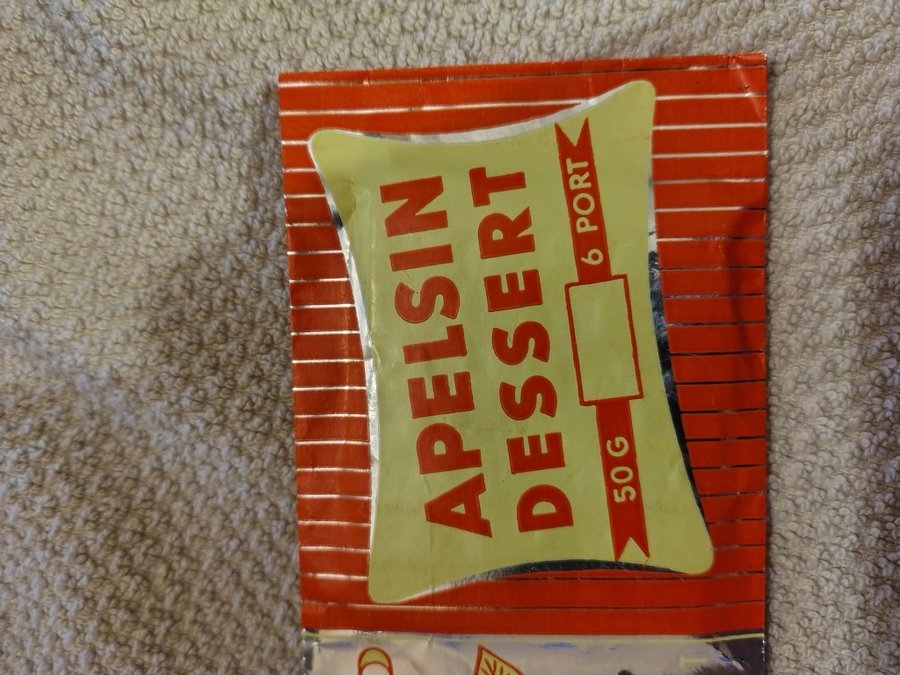 APELSIN
DESSERT
50 G 6 PORT